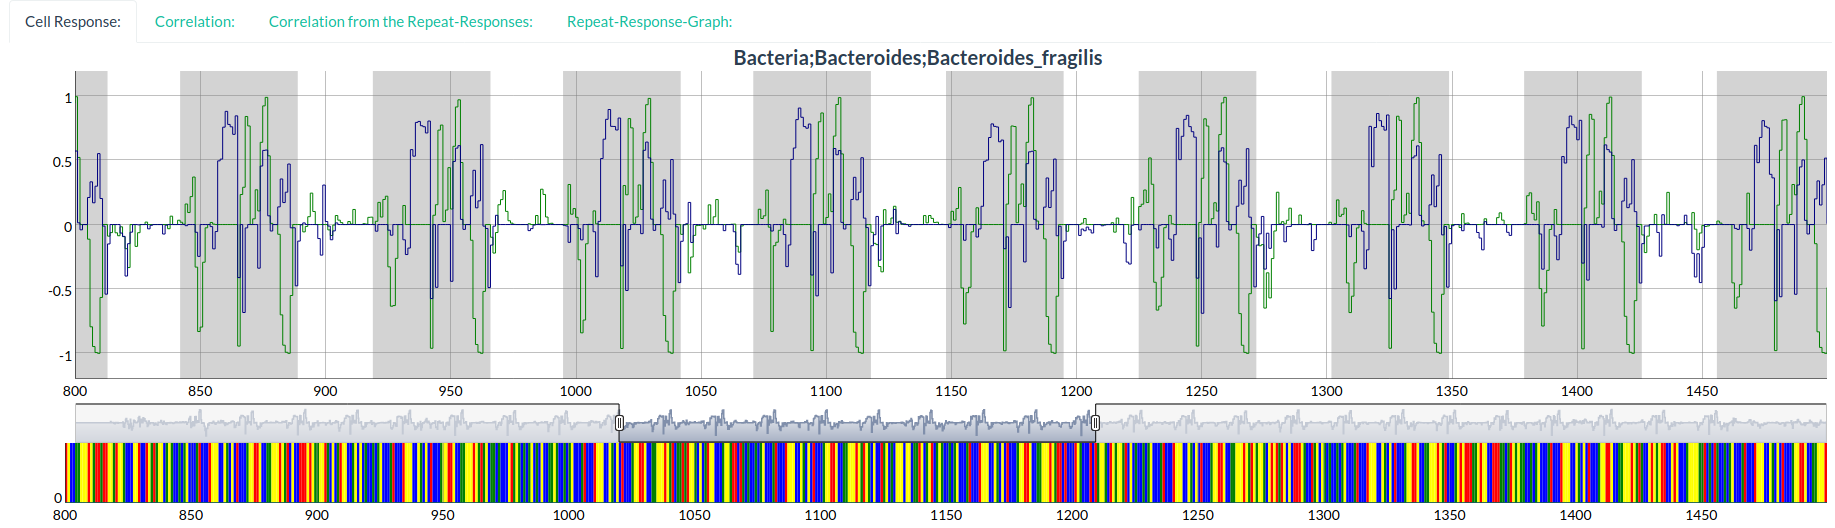 Cell Response: Correlation: Correlation from the Repeat-Responses: Repeat-Response-Graph:
Bacteria;Bacteroides;Bacteroides_fragilis
1
0.5
0
-0.5
-1
800 850 900 950 1000 1050 1100 1150 1200 1250 1300 1350 1400 1450
0
800 850 900 950 1000 1050 1100 1150 1200 1250 1300 1350 1400 1450